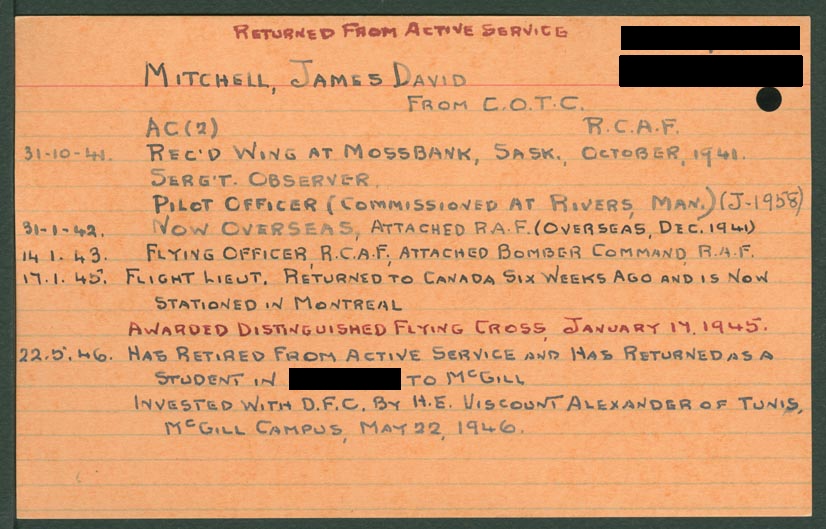 RETURNED FROM ACTIVE SERVICE
MITCHELL, JAMES DAVID
FROM C.O.T.C.
AC(2) R.C.A.F.
31-10-41. REC'D WING AT MOSSBANK, SASK., OCTOBER, 1941.
SERG'T. OBSERVER,
PILOT OFFICER (COMMISSIONED AT RIVERS, MAN.) (J-1958)
31-1-42. NOW OVERSEAS, ATTACHED R.A.F. (OVERSEAS, DEC. 1941)
14.1.43. FLYING OFFICER, R.C.A.F., ATTACHED BOMBER COMMAND, R.A.F.
17.1.45. FLIGHT LIEUT. RETURNED TO CANADA SIX WEEKS AGO AND IS NOW
STATIONED IN MONTREAL
AWARDED DISTINGUISHED FLYING CROSS, JANUARY 17, 1945.
22.5.46. HAS RETIRED FROM ACTIVE SERVICE AND HAS RETURNED AS A
STUDENT IN TO MCGILL
INVESTED WITH D.F.C. BY H.E. VISCOUNT ALEXANDER OF TUNIS,
MCGILL CAMPUS, MAY 22, 1946.